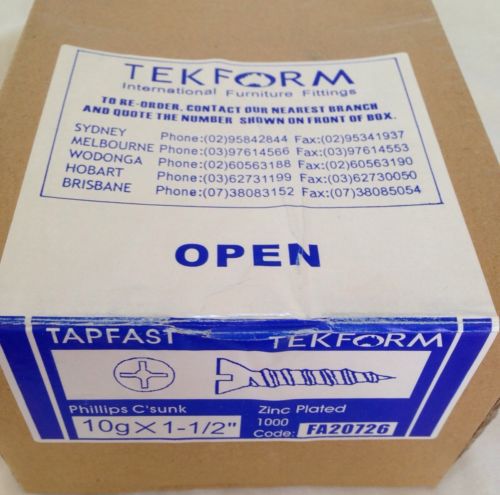 TEKFORM
International Furniture Fittings
TO RE-ORDER, CONTACT OUR NEAREST BRANCH
AND QUOTE THE NUMBER SHOWN ON FRONT OF BOX.
SYDNEY Phone:(02)95842844 Fax:(02)95341937
MELBOURNE Phone:(03)97614566 Fax:(03)97614553
WODONGA Phone:(02)60563188 Fax:(02)60563190
HOBART Phone:(03)62731199 Fax:(03)62730050
BRISBANE Phone:(07)38083152 Fax:(07)38085054
OPEN
TAPFAST TEKFORM
Phillips C'sunk Zinc Plated
10g X 1-1/2" 1000
Code: FA20726